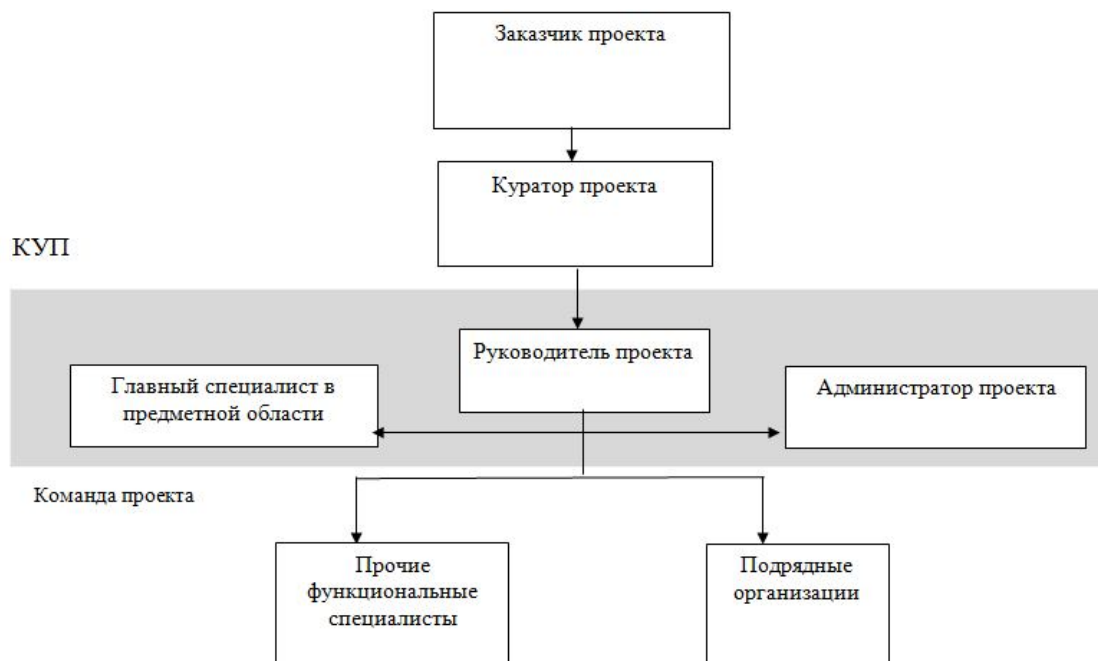 Заказчик проекта
Куратор проекта
КУП
Руководитель проекта
Главный специалист в
предметной области
Администратор проекта
Команда проекта
Прочие
функциональные
специалисты
Подрядные
организации